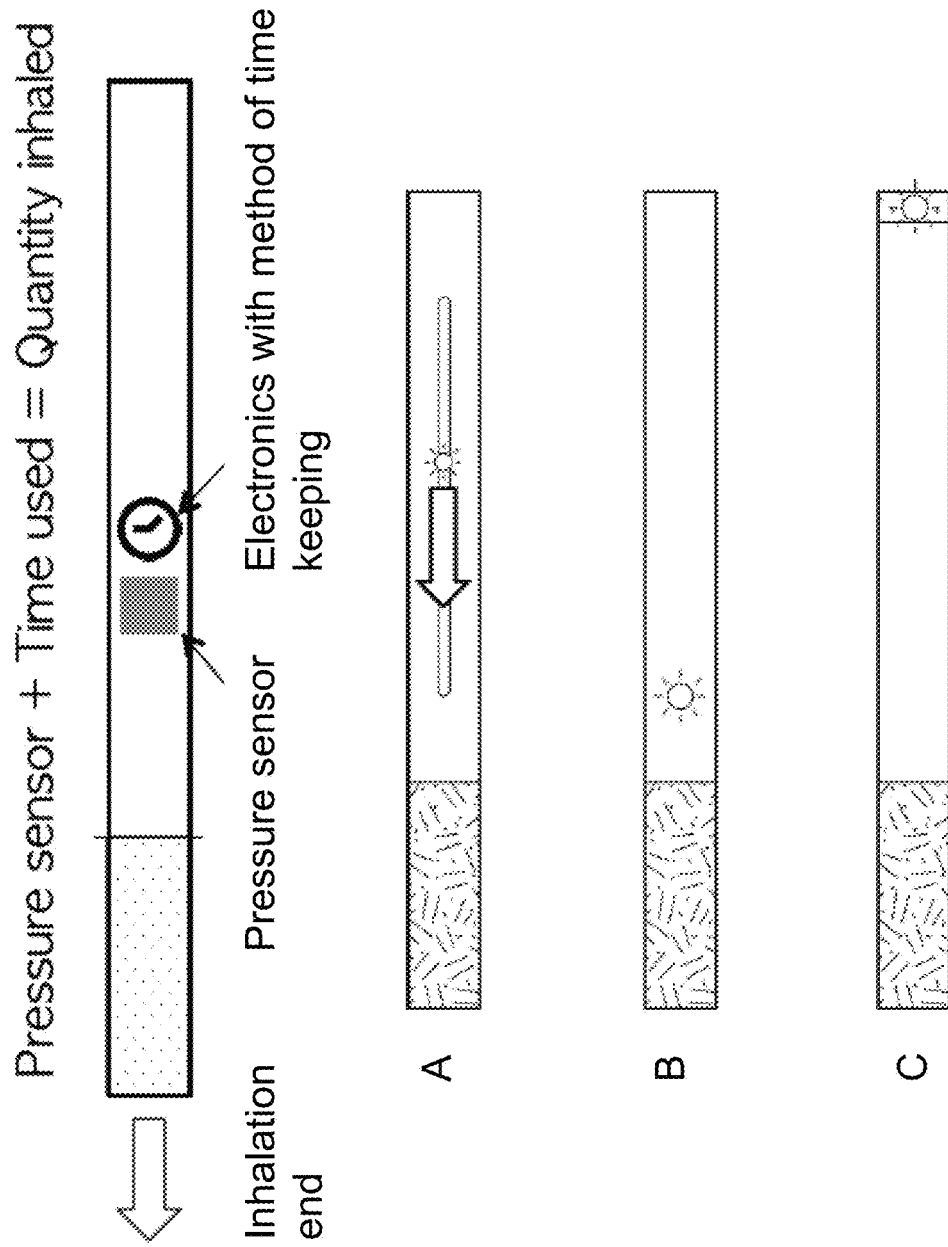 Pressure sensor + Time used = Quantity inhaled
Inhalation
end
Pressure sensor
Electronics with method of time
keeping
A
B
C